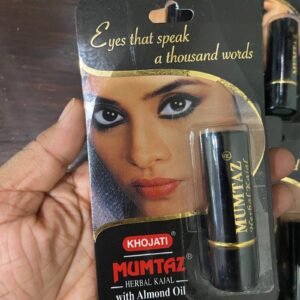 Eyes that speak
a thousand words
MUMTAZ
Herbal Kajal
KHOJATI®
MUMTAZ®
HERBAL KAJAL
with Almond Oil